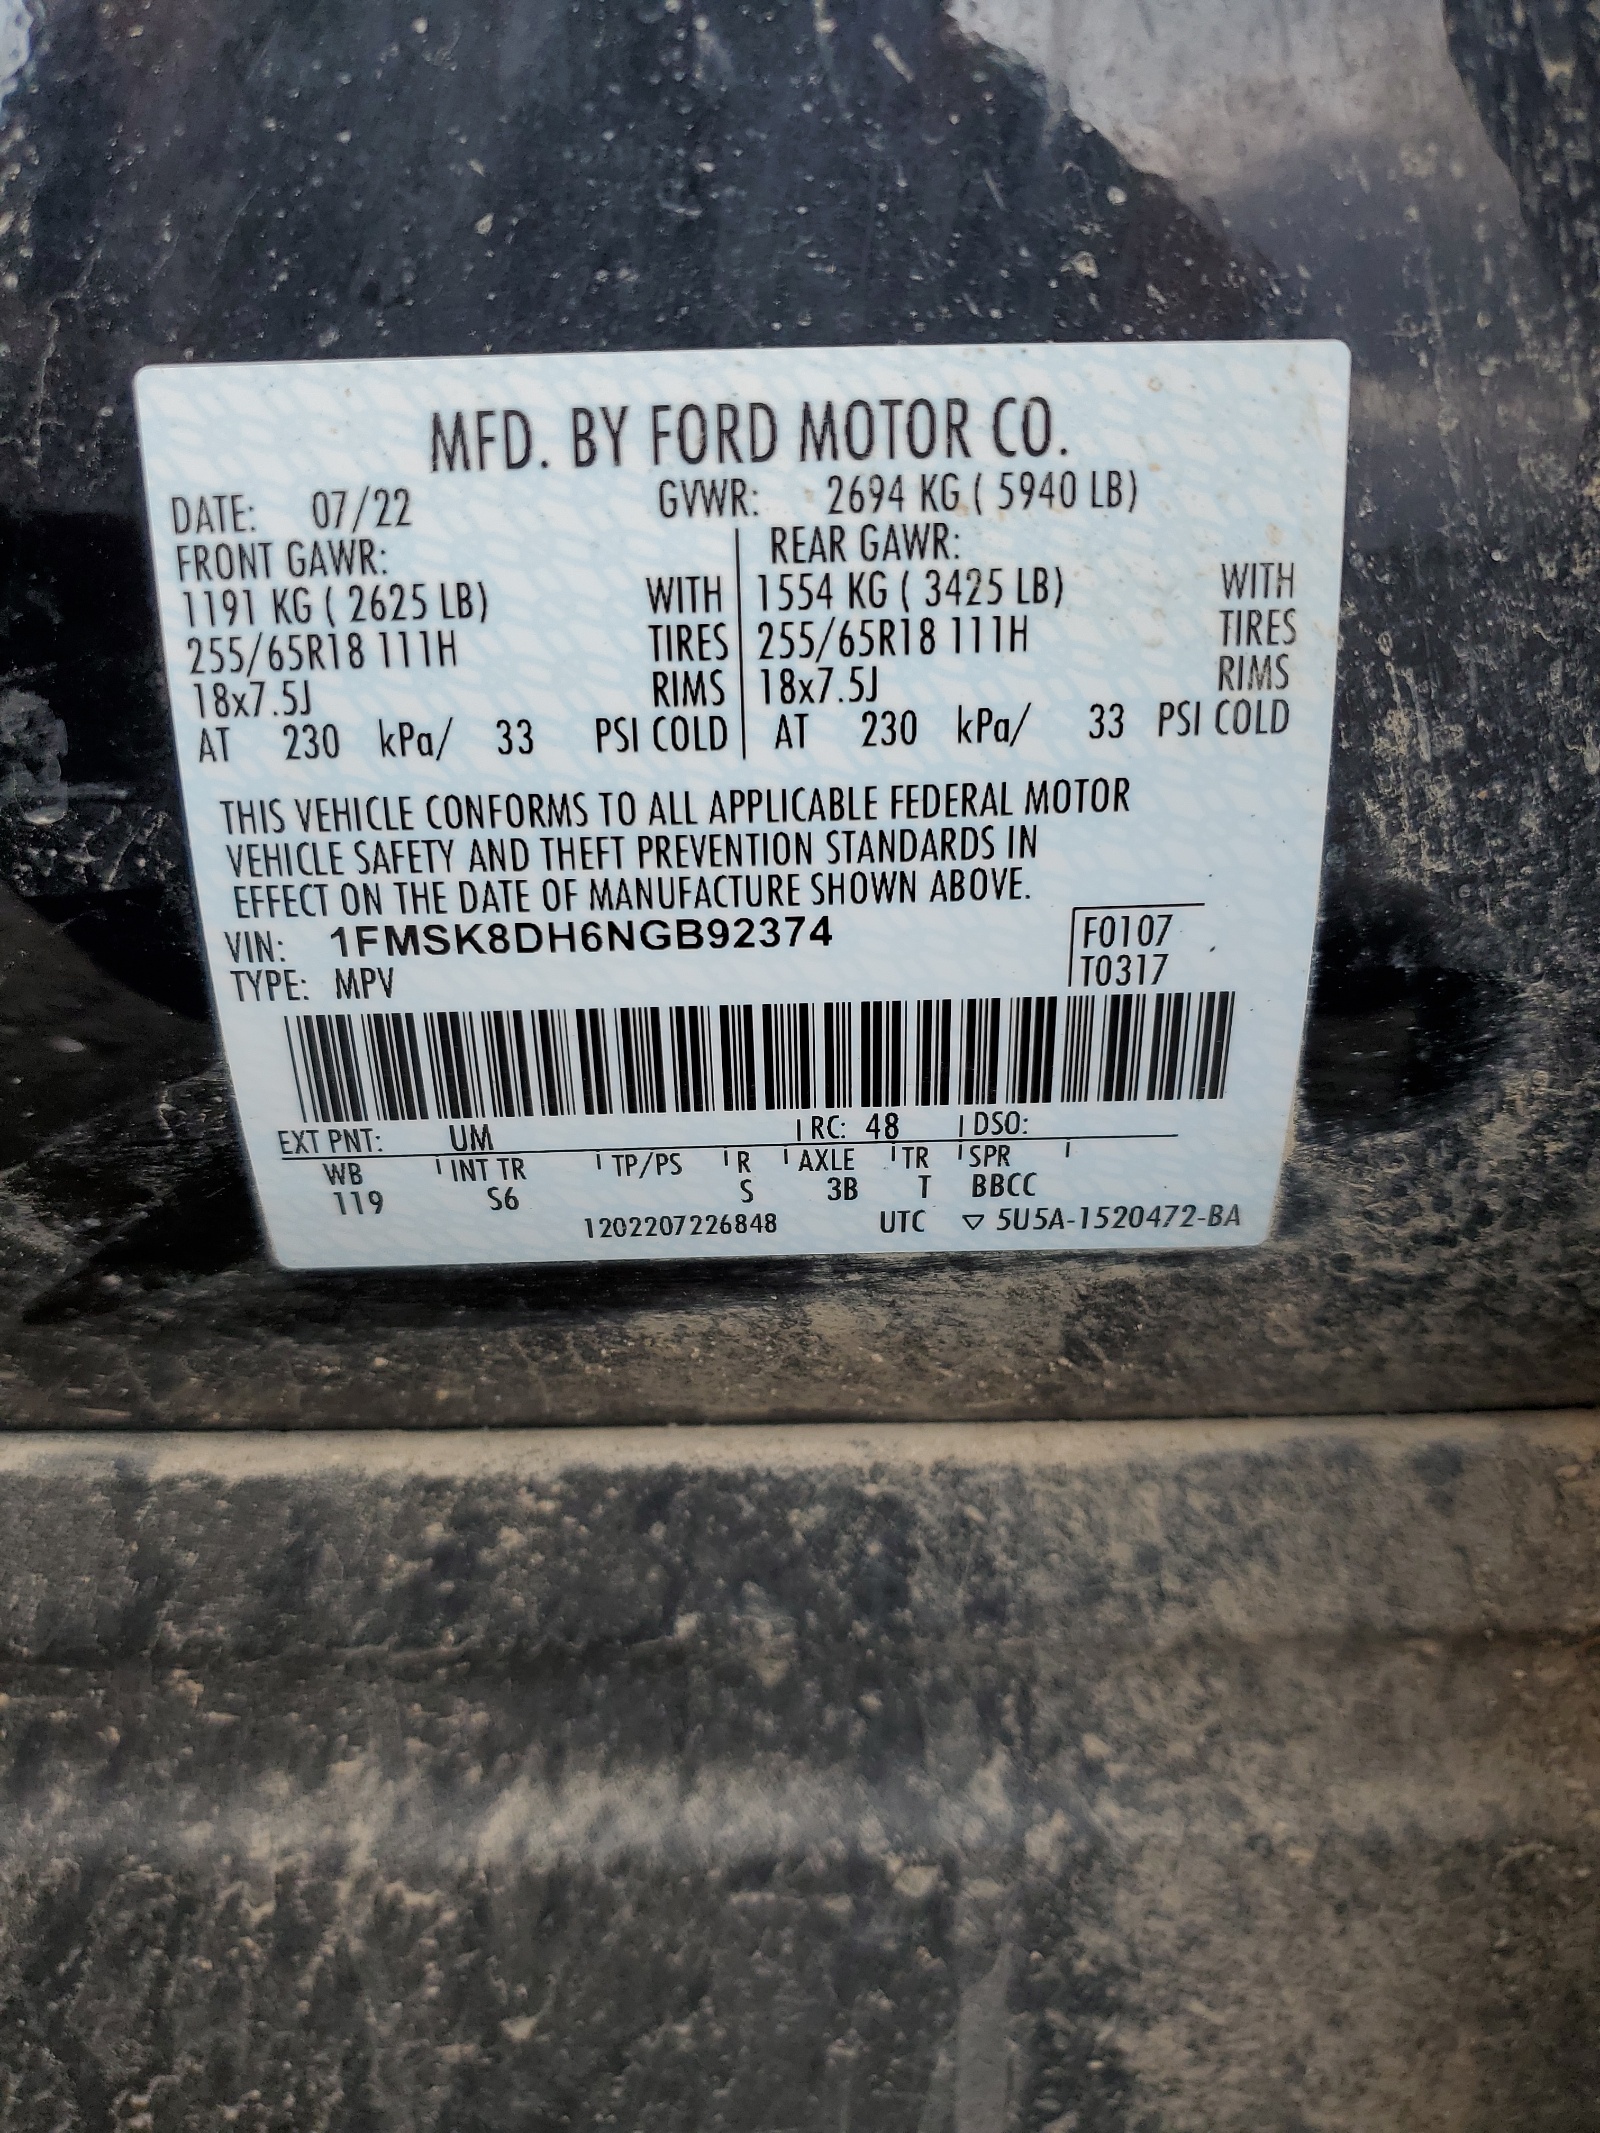 MFD. BY FORD MOTOR CO.
DATE: 07/22 GVWR: 2694 KG ( 5940 LB)
FRONT GAWR: REAR GAWR:
1191 KG ( 2625 LB) WITH 1554 KG ( 3425 LB) WITH
255/65R18 111H TIRES 255/65R18 111H TIRES
18x7.5J RIMS 18x7.5J RIMS
AT 230 kPa/ 33 PSI COLD AT 230 kPa/ 33 PSI COLD
THIS VEHICLE CONFORMS TO ALL APPLICABLE FEDERAL MOTOR
VEHICLE SAFETY AND THEFT PREVENTION STANDARDS IN
EFFECT ON THE DATE OF MANUFACTURE SHOWN ABOVE.
VIN: 1FMSK8DH6NGB92374 F0107
TYPE: MPV T0317
EXT PNT: UM RC: 48 DSO:
WB INT TR TP/PS R AXLE TR SPR
119 S6 S 3B T BBCC
1202207226848 UTC ▽ 5U5A-1520472-BA